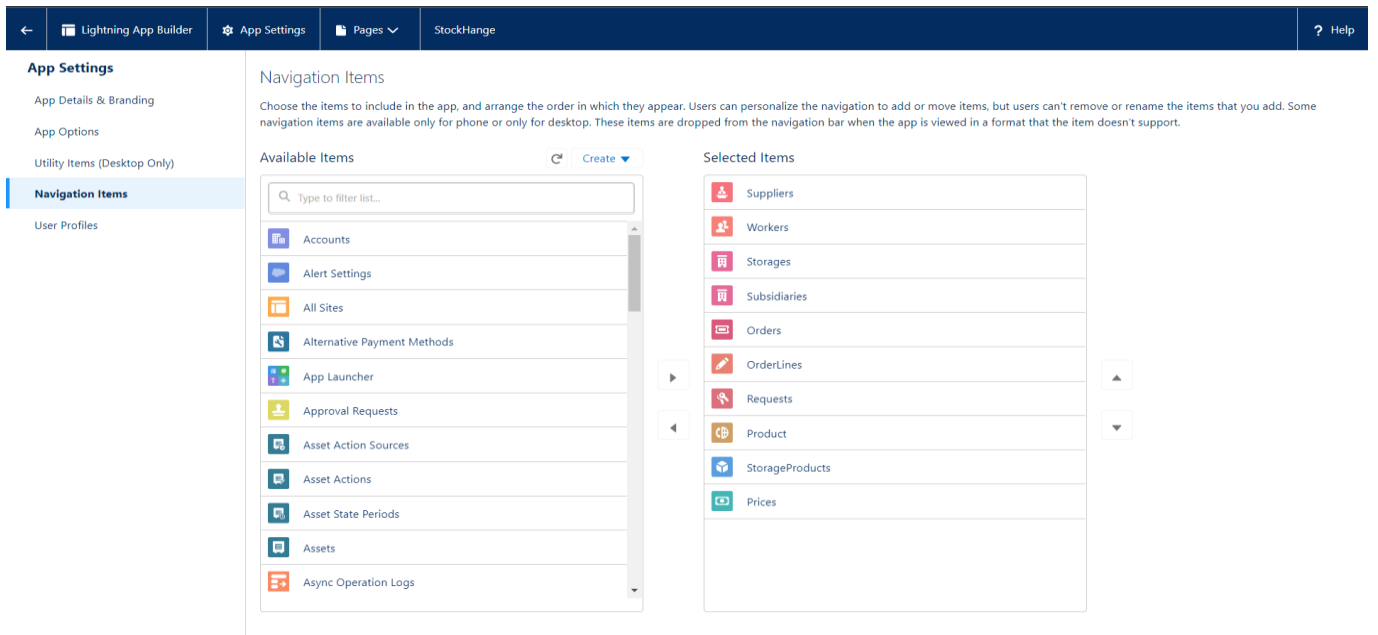 Lightning App Builder
App Settings
Pages
StockHange
? Help
App Settings
App Details & Branding
App Options
Utility Items (Desktop Only)
Navigation Items
User Profiles
Navigation Items
Choose the items to include in the app, and arrange the order in which they appear. Users can personalize the navigation to add or move items, but users can't remove or rename the items that you add. Some
navigation items are available only for phone or only for desktop. These items are dropped from the navigation bar when the app is viewed in a format that the item doesn't support.
Available Items
Create
Type to filter list...
Accounts
Alert Settings
All Sites
Alternative Payment Methods
App Launcher
Approval Requests
Asset Action Sources
Asset Actions
Asset State Periods
Assets
Async Operation Logs
Selected Items
Suppliers
Workers
Storages
Subsidiaries
Orders
OrderLines
Requests
Product
StorageProducts
Prices